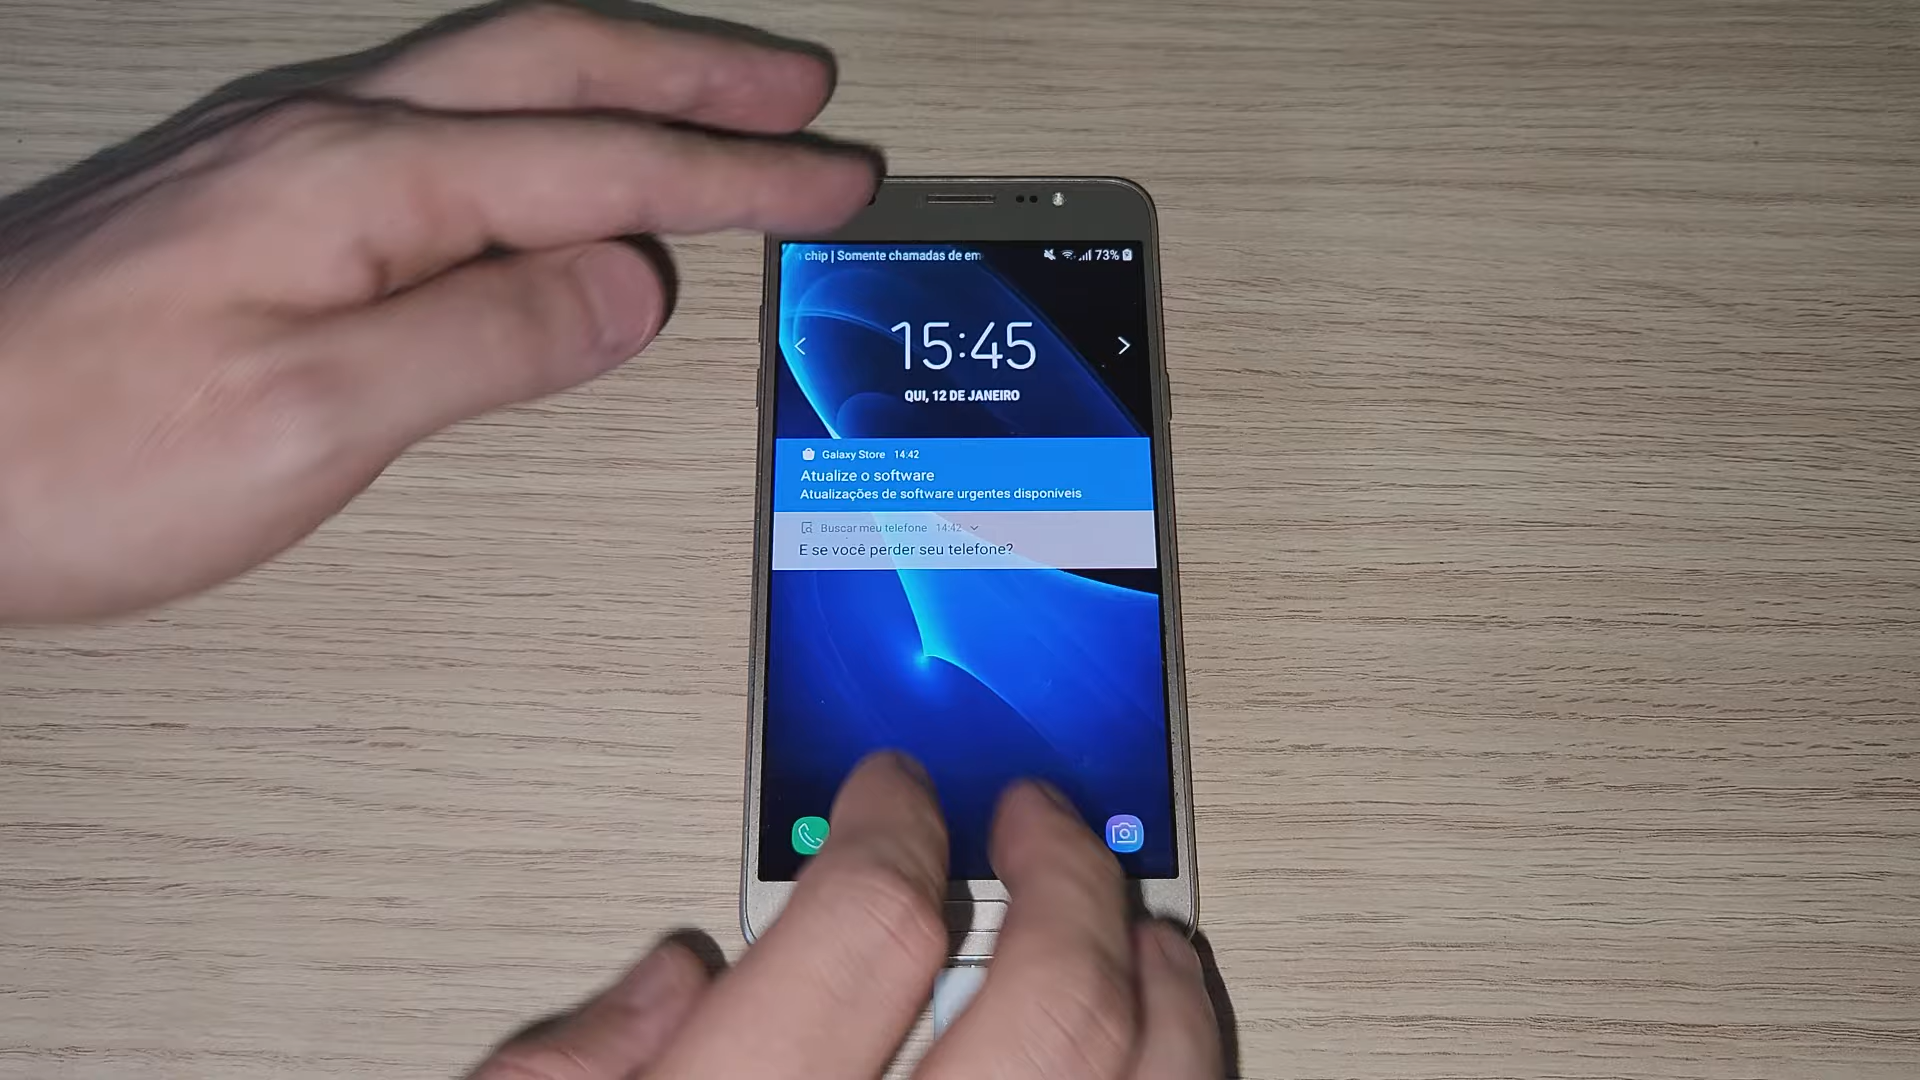 chip | Somente chamadas de em
73%
15:45
QUI, 12 DE JANEIRO
Galaxy Store 14:42
Atualize o software
Atualizações de software urgentes disponíveis
Buscar meu telefone 14:42
E se você perder seu telefone?